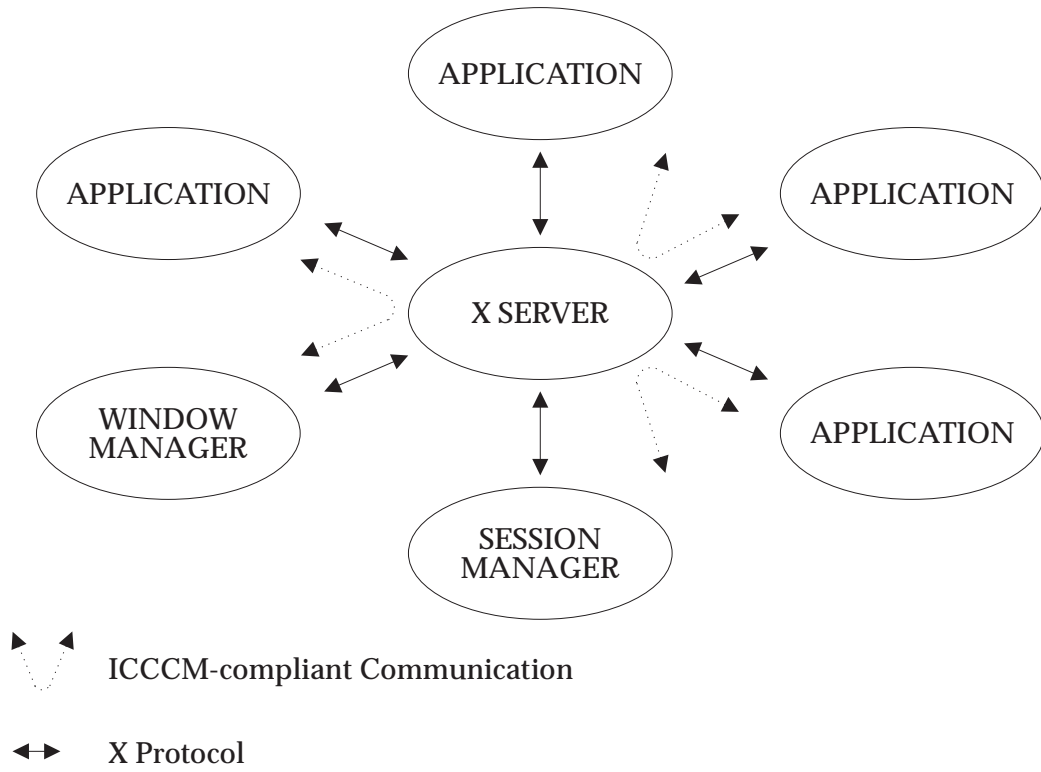 APPLICATION
APPLICATION
APPLICATION
X SERVER
WINDOW
MANAGER
APPLICATION
SESSION
MANAGER
ICCCM-compliant Communication
X Protocol